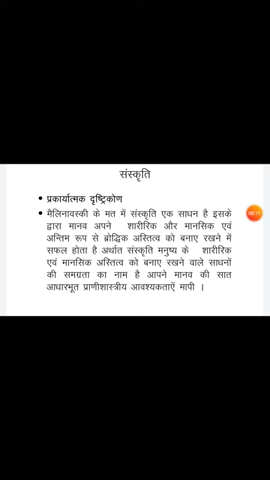 संस्कृति
प्रकार्यात्मक दृष्ट्रिकोण
मैलिनावस्की के मत में संस्कृति एक साधन है इसके
द्वारा मानव अपने शारीरिक और मानसिक एवं
अन्तिम रूप से ब्रोद्धिक अस्तित्व को बनाए रखने में
सफल होता है अर्थात संस्कृति मनुष्य के शारीरिक
एवं मानसिक अस्तित्व को बनाए रखने वाले साधनों
की समग्रता का नाम है आपने मानव की सात
आधारभूत प्राणीशास्त्रीय आवश्यकताऐं मापी ।